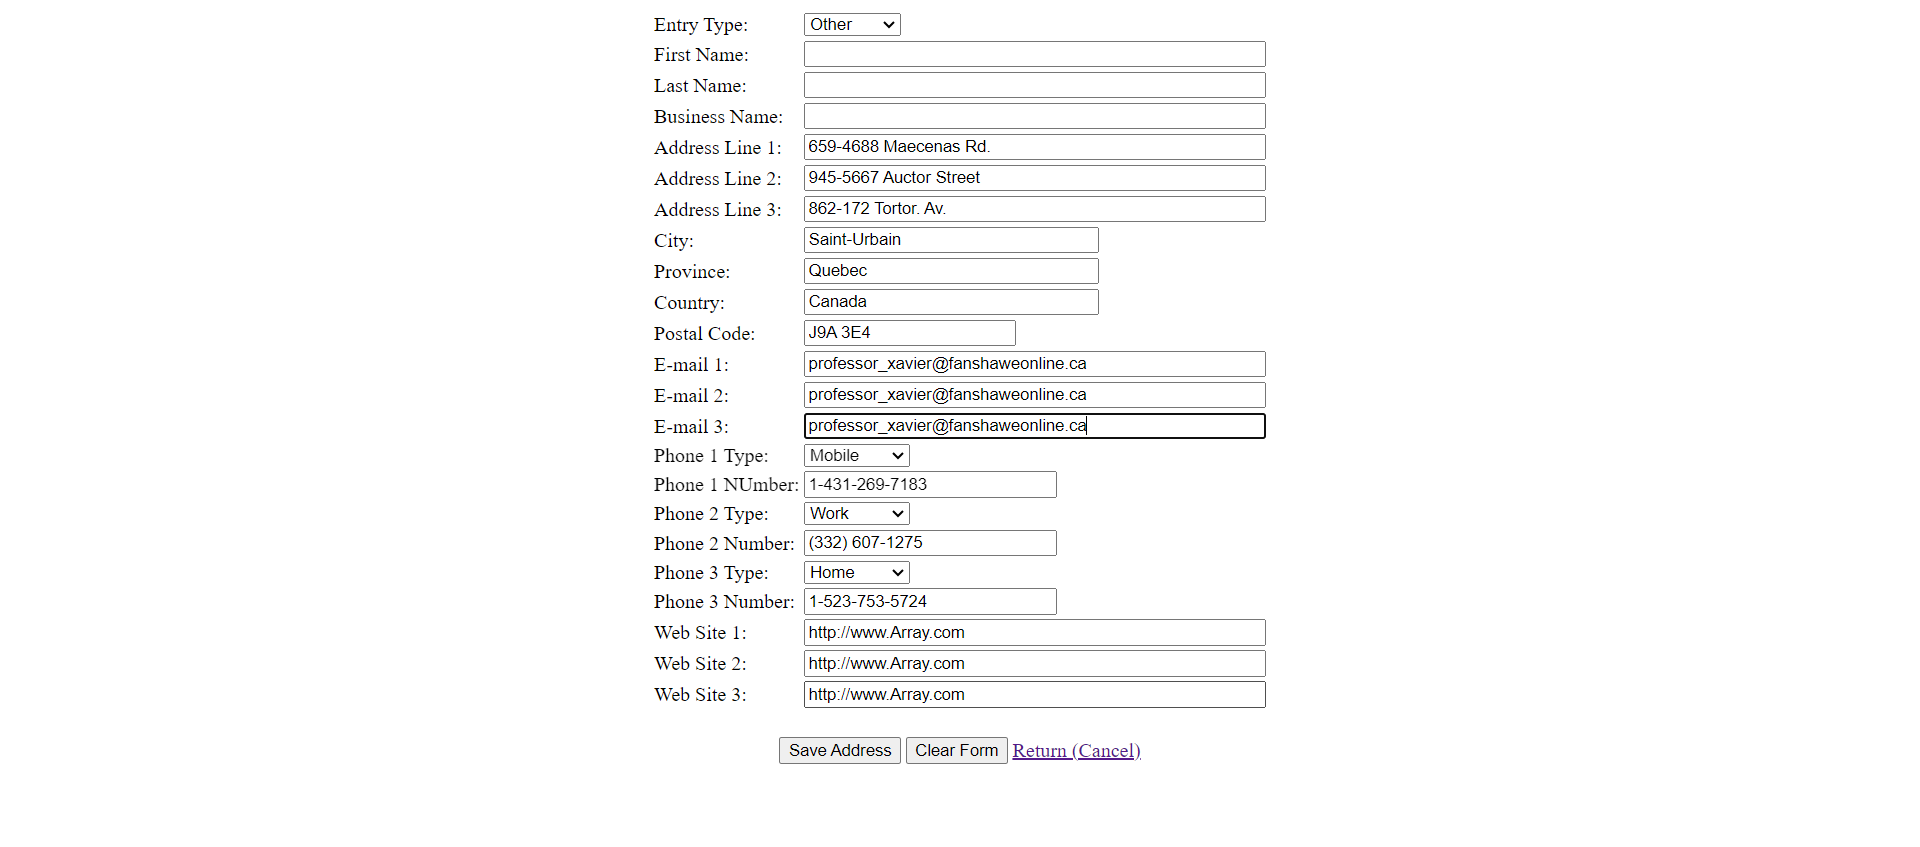 Entry Type: Other
First Name:
Last Name:
Business Name:
Address Line 1: 659-4688 Maecenas Rd.
Address Line 2: 945-5667 Auctor Street
Address Line 3: 862-172 Tortor. Av.
City: Saint-Urbain
Province: Quebec
Country: Canada
Postal Code: J9A 3E4
E-mail 1: professor_xavier@fanshaweonline.ca
E-mail 2: professor_xavier@fanshaweonline.ca
E-mail 3: professor_xavier@fanshaweonline.ca
Phone 1 Type: Mobile
Phone 1 NUmber: 1-431-269-7183
Phone 2 Type: Work
Phone 2 Number: (332) 607-1275
Phone 3 Type: Home
Phone 3 Number: 1-523-753-5724
Web Site 1: http://www.Array.com
Web Site 2: http://www.Array.com
Web Site 3: http://www.Array.com
Save Address Clear Form Return (Cancel)